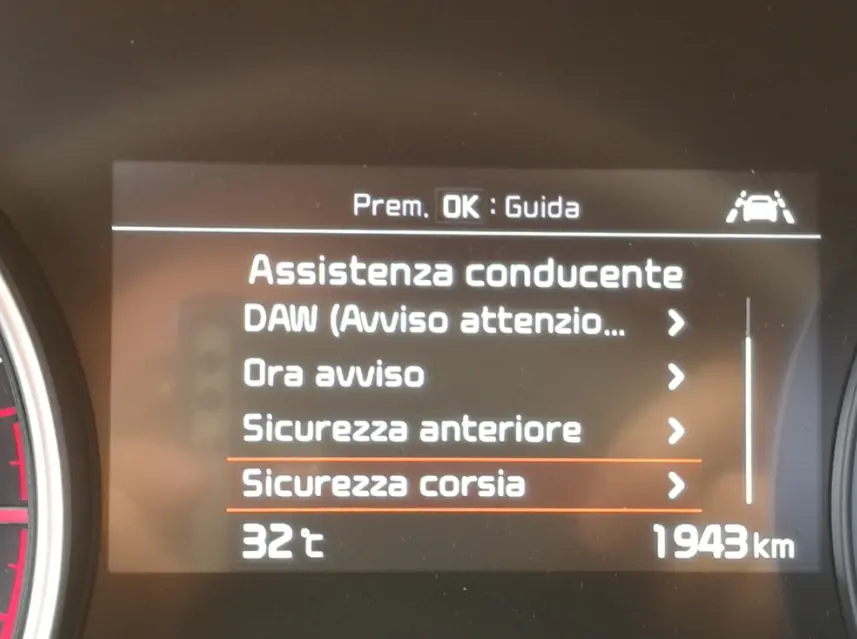 Prem. OK : Guida
Assistenza conducente
DAW (Avviso attenzio...
Ora avviso
Sicurezza anteriore
Sicurezza corsia
32°C 1943 km